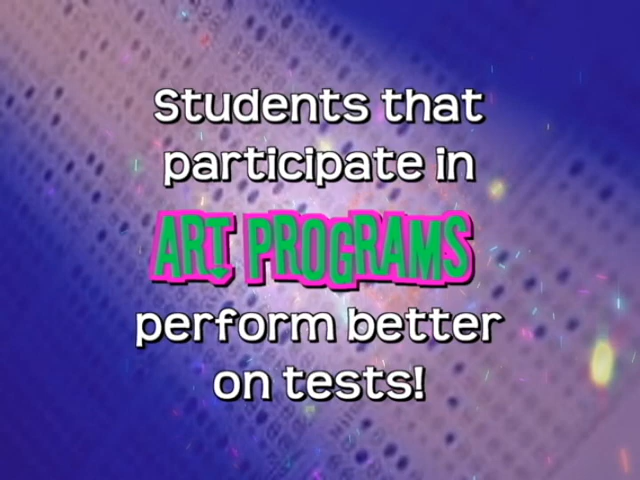 Students that
participate in
ART PROGRAMS
perform better
on tests!